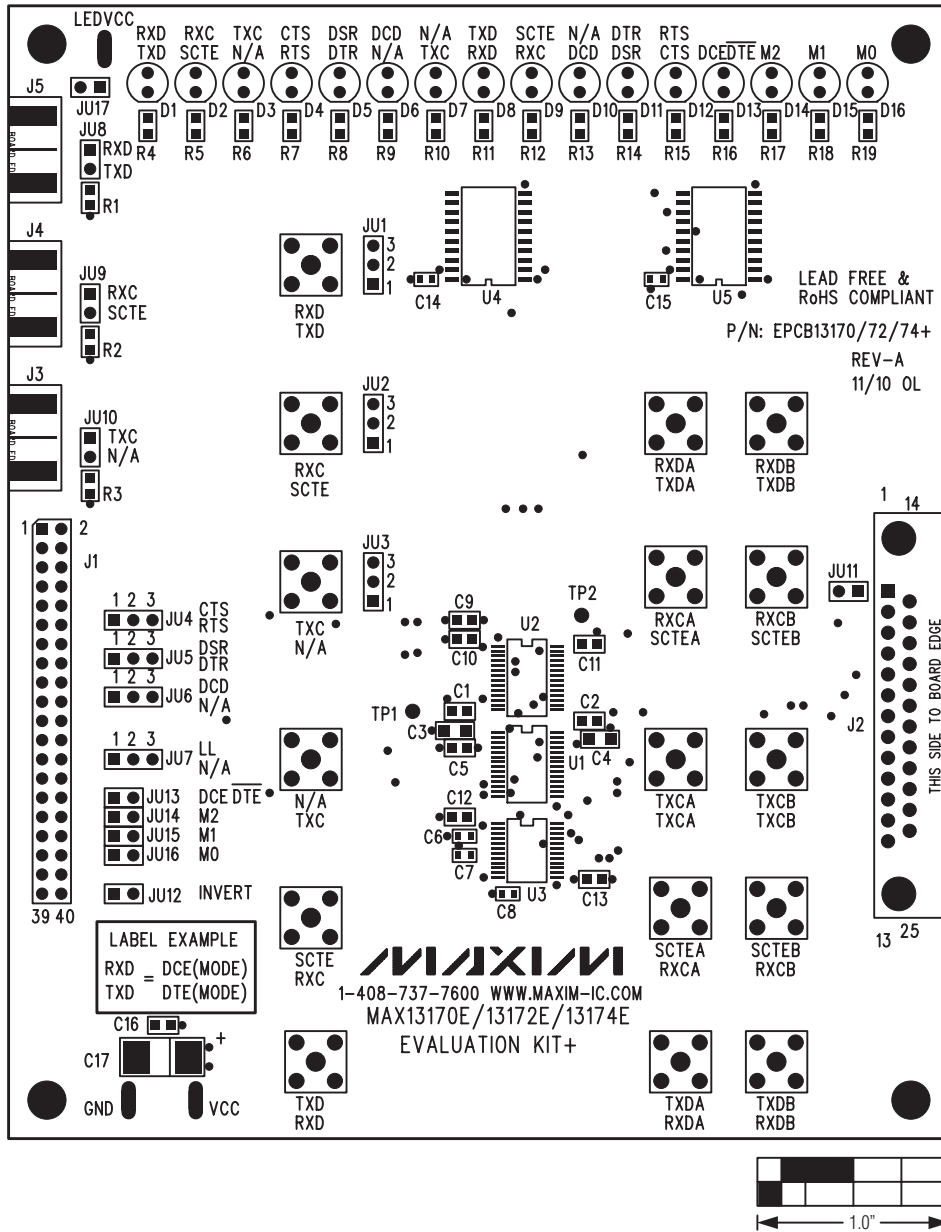 LEDVCC
RXD RXC TXC CTS DSR DCD N/A TXD SCTE N/A DTR RTS
TXD SCTE N/A RTS DTR N/A TXC RXD RXC DCD DSR CTS DCE DTE M2 M1 M0
D1 D2 D3 D4 D5 D6 D7 D8 D9 D10 D11 D12 D13 D14 D15 D16
R4 R5 R6 R7 R8 R9 R10 R11 R12 R13 R14 R15 R16 R17 R18 R19
J5
JU17
JU8
RXD
TXD
R1
J4
JU9
RXC
SCTE
R2
J3
JU10
TXC
N/A
R3
JU1
3
2
1
RXD
TXD
C14
U4
C15
U5
LEAD FREE &
RoHS COMPLIANT
P/N: EPCB13170/72/74+
REV-A
11/10 OL
JU2
3
2
1
RXC
SCTE
RXDA
TXDA
RXDB
TXDB
1 2
J1
JU3
3
2
1
TXC
N/A
RXCA
SCTEA
RXCB
SCTEB
JU11
1 14
J2
THIS SIDE TO BOARD EDGE
13 25
1 2 3
JU4 CTS
RTS
1 2 3
JU5 DSR
DTR
1 2 3
JU6 DCD
N/A
1 2 3
JU7 LL
N/A
JU13 DCE DTE
JU14 M2
JU15 M1
JU16 M0
JU12 INVERT
39 40
C9
C10
U2
TP2
C11
TP1
C1
C3
C5
C2
C4
U1
C12
C6
C7
C8
U3
C13
N/A
TXC
TXCA
TXCA
TXCB
TXCB
SCTE
RXC
SCTEA
RXCA
SCTEB
RXCB
LABEL EXAMPLE
RXD = DCE(MODE)
TXD DTE(MODE)
MAXIM
1-408-737-7600 WWW.MAXIM-IC.COM
MAX13170E/13172E/13174E
EVALUATION KIT+
C16
C17
+
GND VCC
TXD
RXD
TXDA
RXDA
TXDB
RXDB
1.0"